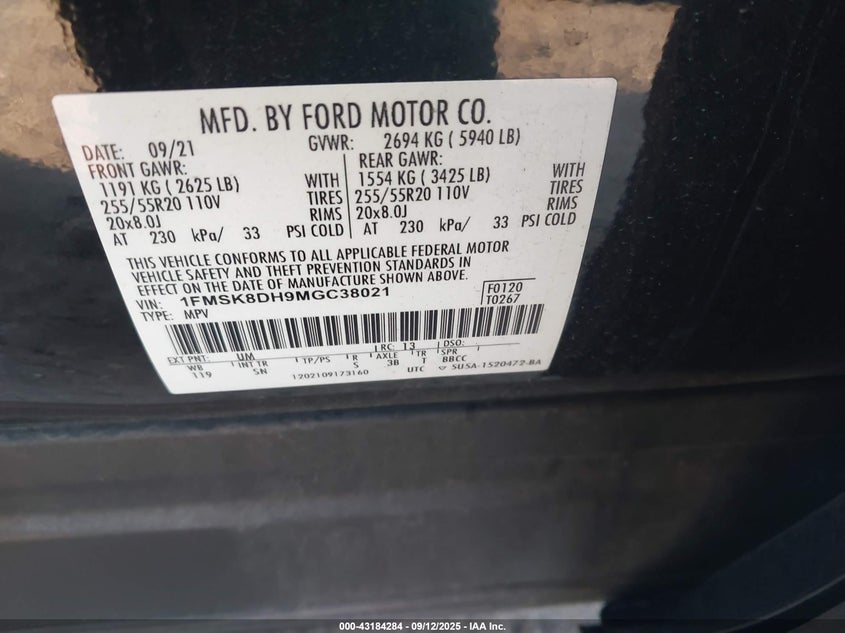 MFD. BY FORD MOTOR CO.
DATE: 09/21 GVWR: 2694 KG ( 5940 LB)
FRONT GAWR: REAR GAWR:
1191 KG ( 2625 LB) WITH 1554 KG ( 3425 LB) WITH
255/55R20 110V TIRES 255/55R20 110V TIRES
20x8.0J RIMS 20x8.0J RIMS
AT 230 kPa/ 33 PSI COLD AT 230 kPa/ 33 PSI COLD
THIS VEHICLE CONFORMS TO ALL APPLICABLE FEDERAL MOTOR
VEHICLE SAFETY AND THEFT PREVENTION STANDARDS IN
EFFECT ON THE DATE OF MANUFACTURE SHOWN ABOVE.
VIN: 1FMSK8DH9MGC38021 F0120
TYPE: MPV T0267
EXT PNT: UM RC: 13 DSO:
WB INT TR TP/PS R AXLE TR SPR
119 SN S 3B T BBCC
1202109173160 UTC SU5A-1520472-BA
000-43184284 - 09/12/2025 - IAA Inc.